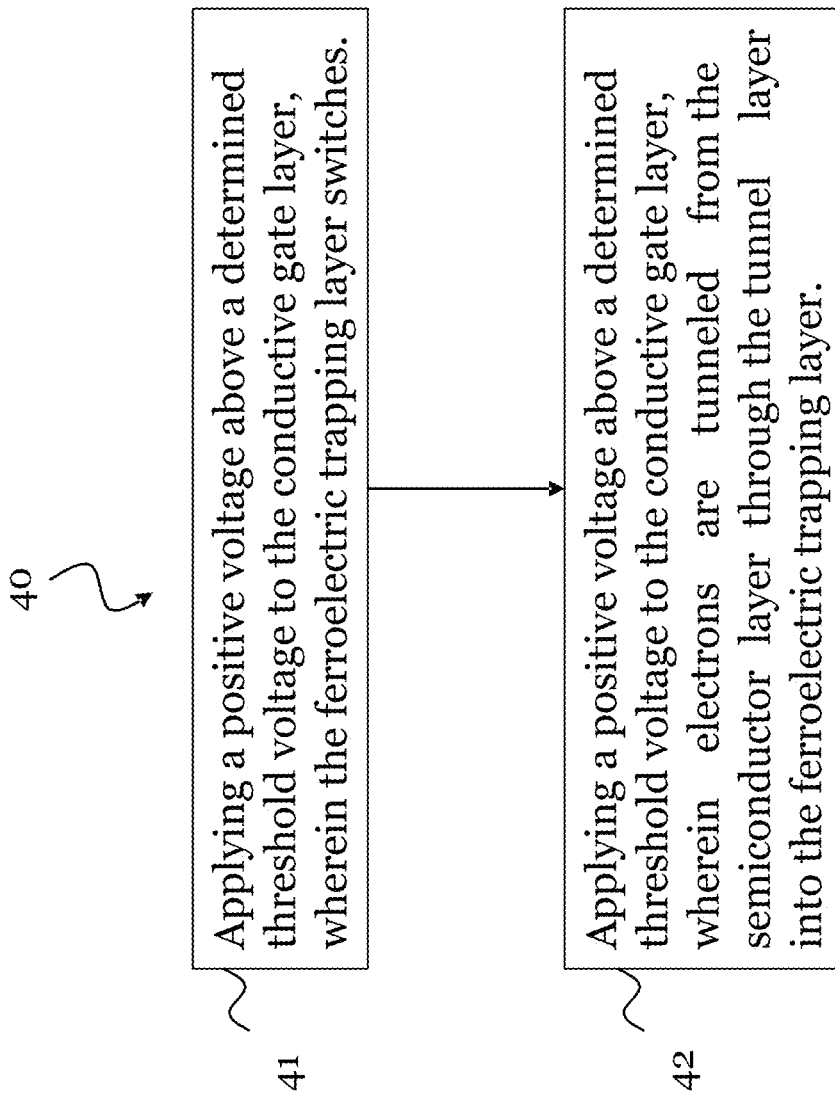 40
41
Applying a positive voltage above a determined
threshold voltage to the conductive gate layer,
wherein the ferroelectric trapping layer switches.
42
Applying a positive voltage above a determined
threshold voltage to the conductive gate layer,
wherein electrons are tunneled from the
semiconductor layer through the tunnel layer
into the ferroelectric trapping layer.